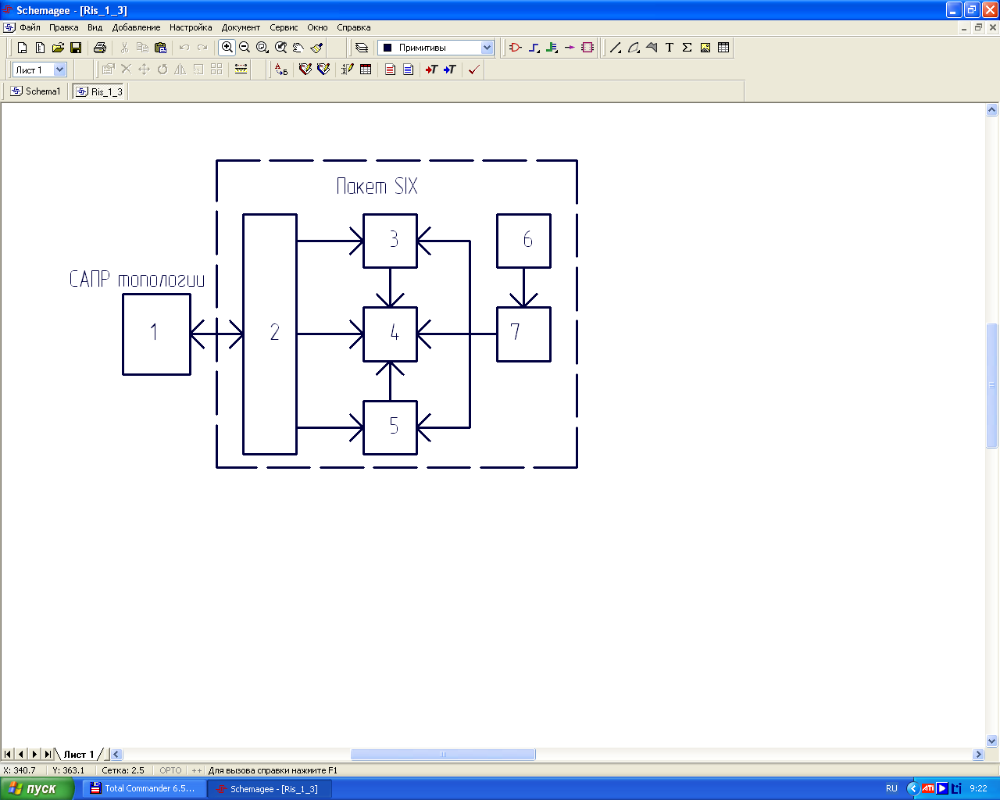 Schemagee - [Ris_1_3]
Файл Правка Вид Добавление Настройка Документ Сервис Окно Справка
Примитивы
Лист 1
Schema1 Ris_1_3
Пакет SIX
3 6
САПР топологии
1 2 4 7
5
Лист 1
X: 340.7 Y: 363.1 Сетка: 2.5 ОРТО Для вызова справки нажмите F1
пуск Total Commander 6.5... Schemagee - [Ris_1_3] RU ATI 9:22